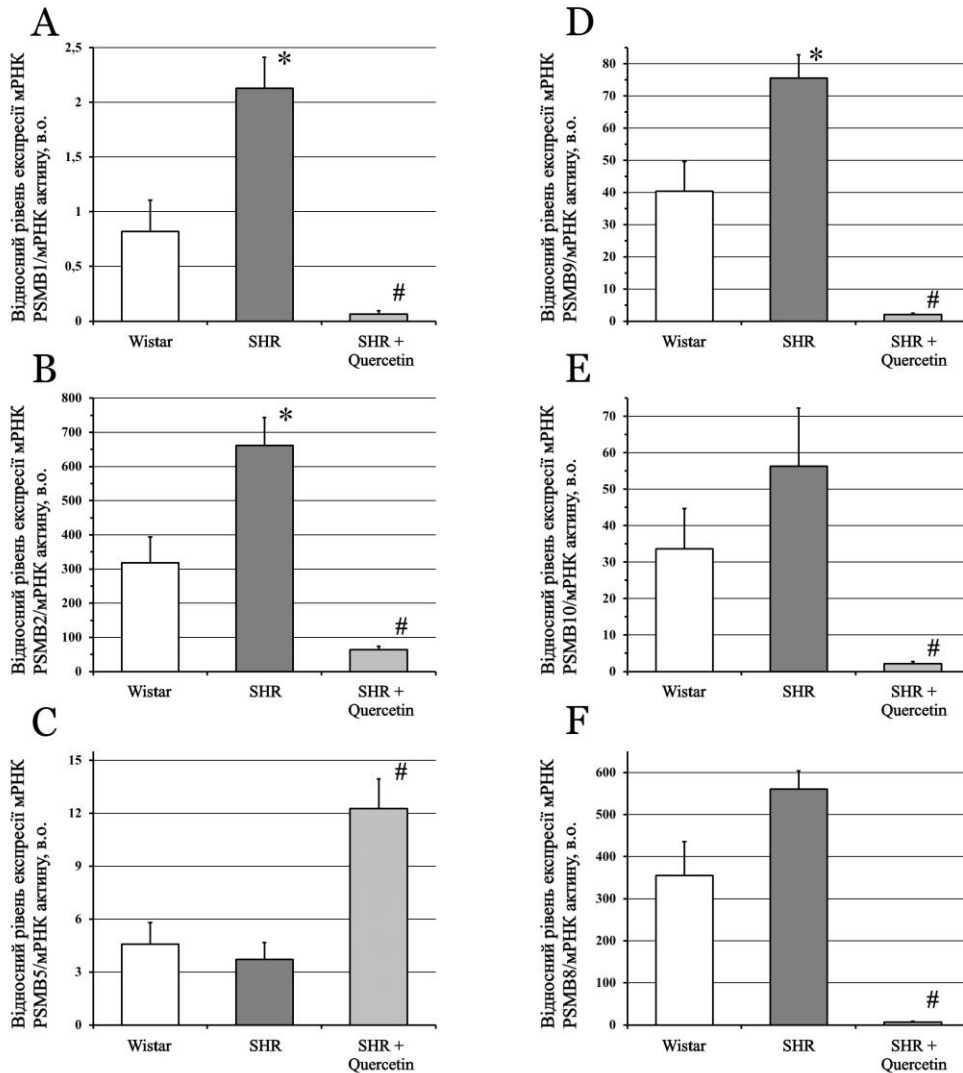 A
Відносний рівень експресії мРНК
PSMB1/мРНК актину, в.о.
2,5
2
1,5
1
0,5
0
*
#
Wistar
SHR
SHR +
Quercetin
B
Відносний рівень експресії мРНК
PSMB2/мРНК актину, в.о.
800
700
600
500
400
300
200
100
0
*
#
Wistar
SHR
SHR +
Quercetin
C
Відносний рівень експресії мРНК
PSMB5/мРНК актину, в.о.
15
12
9
6
3
0
#
Wistar
SHR
SHR +
Quercetin
D
Відносний рівень експресії мРНК
PSMB9/мРНК актину, в.о.
80
70
60
50
40
30
20
10
0
*
#
Wistar
SHR
SHR +
Quercetin
E
Відносний рівень експресії мРНК
PSMB10/мРНК актину, в.о.
70
60
50
40
30
20
10
0
#
Wistar
SHR
SHR +
Quercetin
F
Відносний рівень експресії мРНК
PSMB8/мРНК актину, в.о.
600
500
400
300
200
100
0
#
Wistar
SHR
SHR +
Quercetin